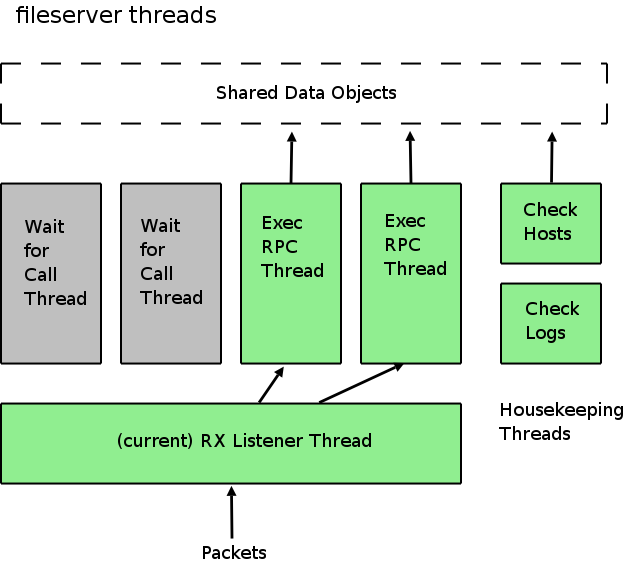 fileserver threads
Shared Data Objects
Wait
for
Call
Thread
Wait
for
Call
Thread
Exec
RPC
Thread
Exec
RPC
Thread
Check
Hosts
Check
Logs
Housekeeping
Threads
(current) RX Listener Thread
Packets